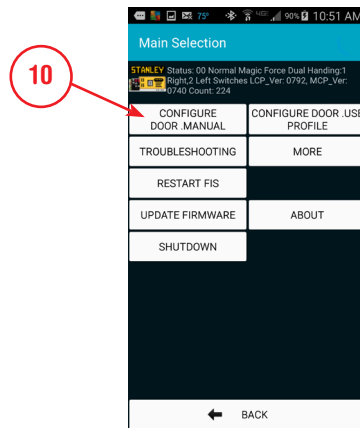 75° 4G LTE 90% 10:51 AM
Main Selection
STANLEY Status: 00 Normal Magic Force Dual Handing:1
Right,2 Left Switches LCP_Ver: 0792, MCP_Ver:
0740 Count: 224
10
CONFIGURE
DOOR .MANUAL
CONFIGURE DOOR .USE
PROFILE
TROUBLESHOOTING
MORE
RESTART FIS
UPDATE FIRMWARE
ABOUT
SHUTDOWN
BACK